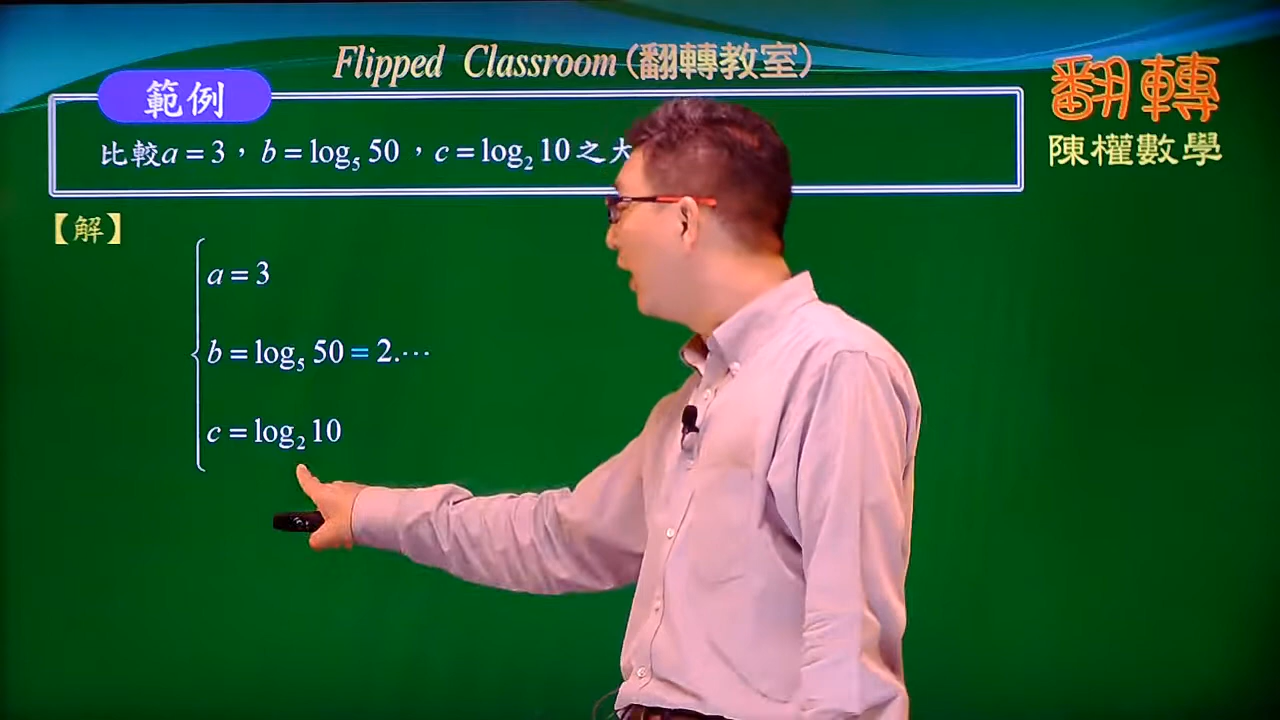 Flipped Classroom (翻轉教室)
翻轉
陳權數學
範例
比較a = 3，b = log₅ 50，c = log₂ 10之大
【解】
a = 3
b = log₅ 50 = 2.⋯
c = log₂ 10